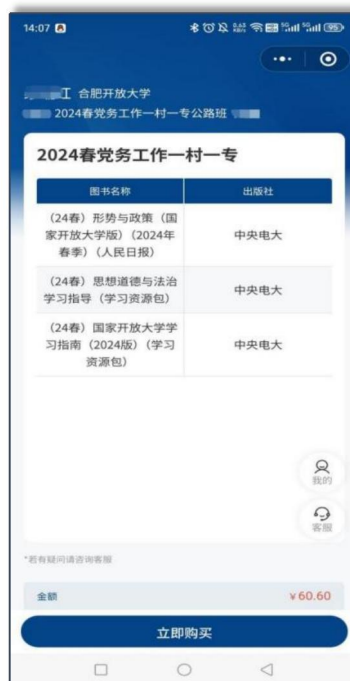 14:07
工 合肥开放大学
2024春党务工作一村一专公路班
2024春党务工作一村一专
图书名称 出版社
（24春）形势与政策（国
家开放大学版）（2024年
春季）（人民日报）
中央电大
（24春）思想道德与法治
学习指导（学习资源包）
中央电大
（24春）国家开放大学学
习指南（2024版）（学习
资源包）
中央电大
我的
客服
*若有疑问请咨询客服
金额 ￥60.60
立即购买